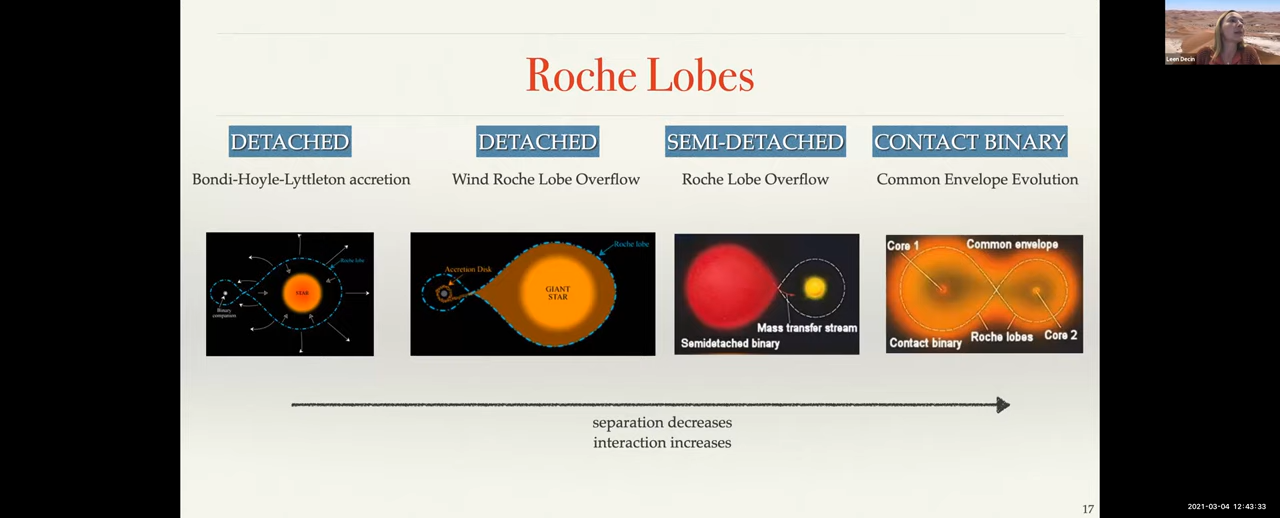 Roche Lobes
DETACHED
Bondi-Hoyle-Lyttleton accretion
DETACHED
Wind Roche Lobe Overflow
SEMI-DETACHED
Roche Lobe Overflow
CONTACT BINARY
Common Envelope Evolution
Roche lobe
STAR
Binary
companion
Roche lobe
Accretion Disk
GIANT
STAR
Mass transfer stream
Semidetached binary
Core 1
Common envelope
Contact binary
Roche lobes
Core 2
separation decreases
interaction increases
17
Leen Decin
2021-03-04 12:43:33